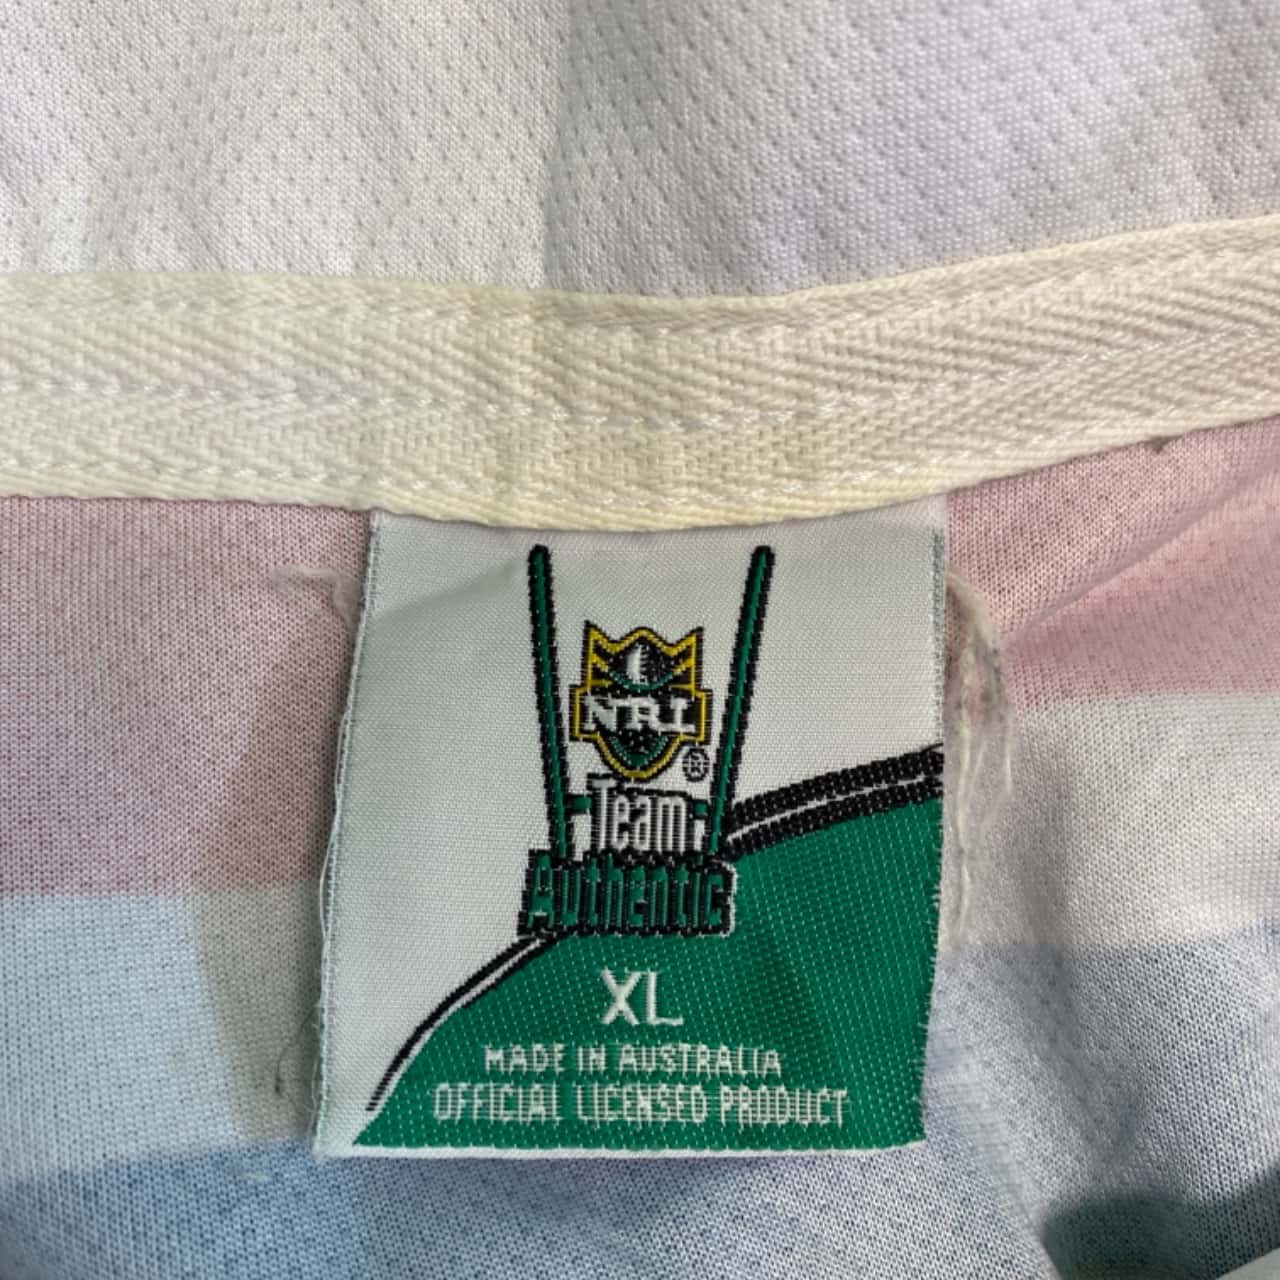 NRL
®
Team
Authentic
XL
MADE IN AUSTRALIA
OFFICIAL LICENSED PRODUCT